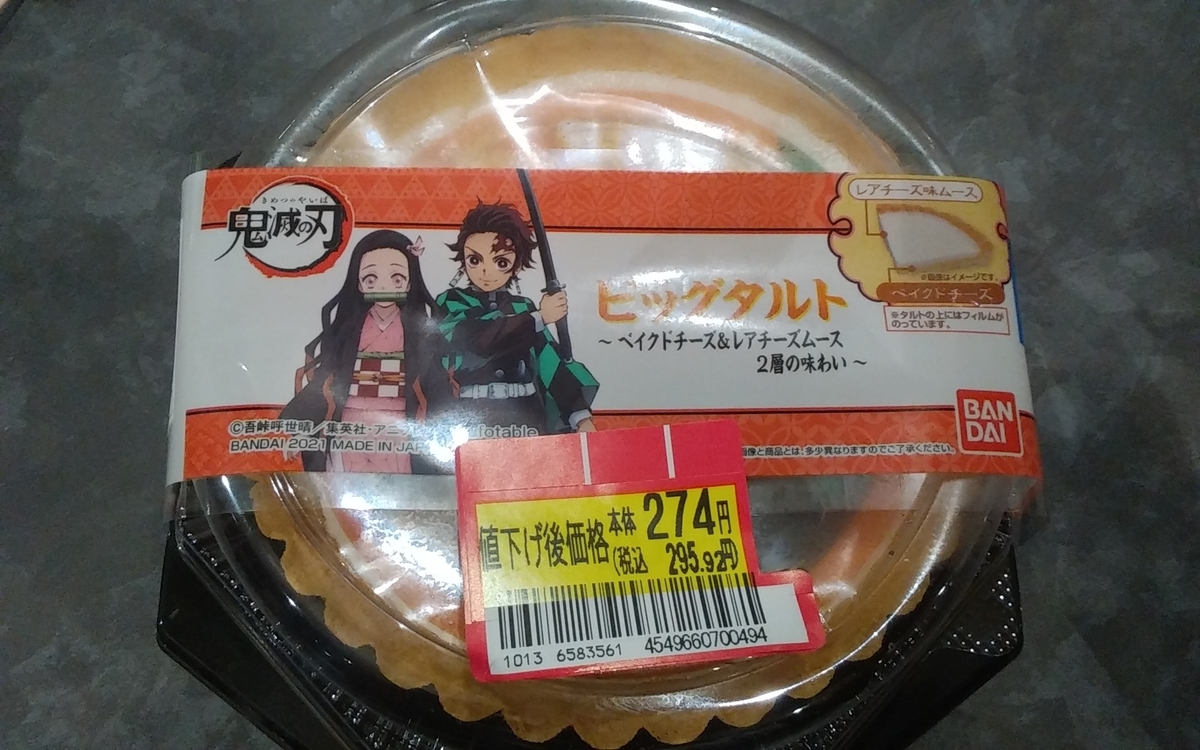 きめつのやいば
鬼滅の刃
レアチーズ味ムース
※画像はイメージです。
ベイクドチーズ
※タルトの上にはフィルムが
のっています。
ビッグタルト
～ベイクドチーズ&レアチーズムース
2層の味わい～
©吾峠呼世晴／集英社・アニ
ufotable
BANDAI 2021 MADE IN JAP
画像と商品とは、多少異なりますのでご了承ください。
BAN
DAI
値下げ後価格 本体 274円
(税込 295.92円)
1013 6583561 4549660700494